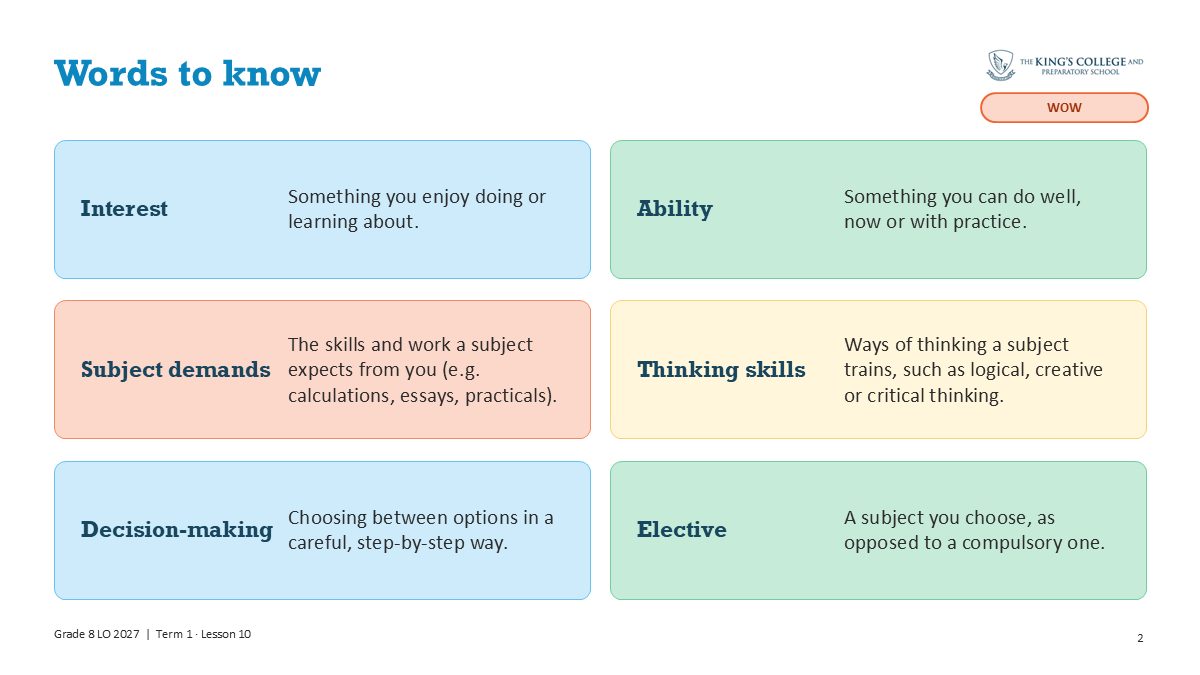 Words to know
THE KING'S COLLEGE AND
PREPARATORY SCHOOL
WOW
Interest
Something you enjoy doing or
learning about.
Ability
Something you can do well,
now or with practice.
Subject demands
The skills and work a subject
expects from you (e.g.
calculations, essays, practicals).
Thinking skills
Ways of thinking a subject
trains, such as logical, creative
or critical thinking.
Decision-making
Choosing between options in a
careful, step-by-step way.
Elective
A subject you choose, as
opposed to a compulsory one.
Grade 8 LO 2027 | Term 1 · Lesson 10
2